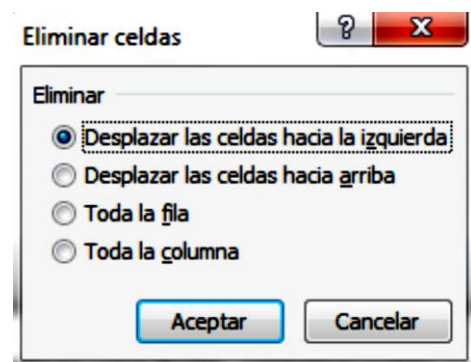 Eliminar celdas
Eliminar
Desplazar las celdas hacia la izquierda
Desplazar las celdas hacia arriba
Toda la fila
Toda la columna
Aceptar Cancelar